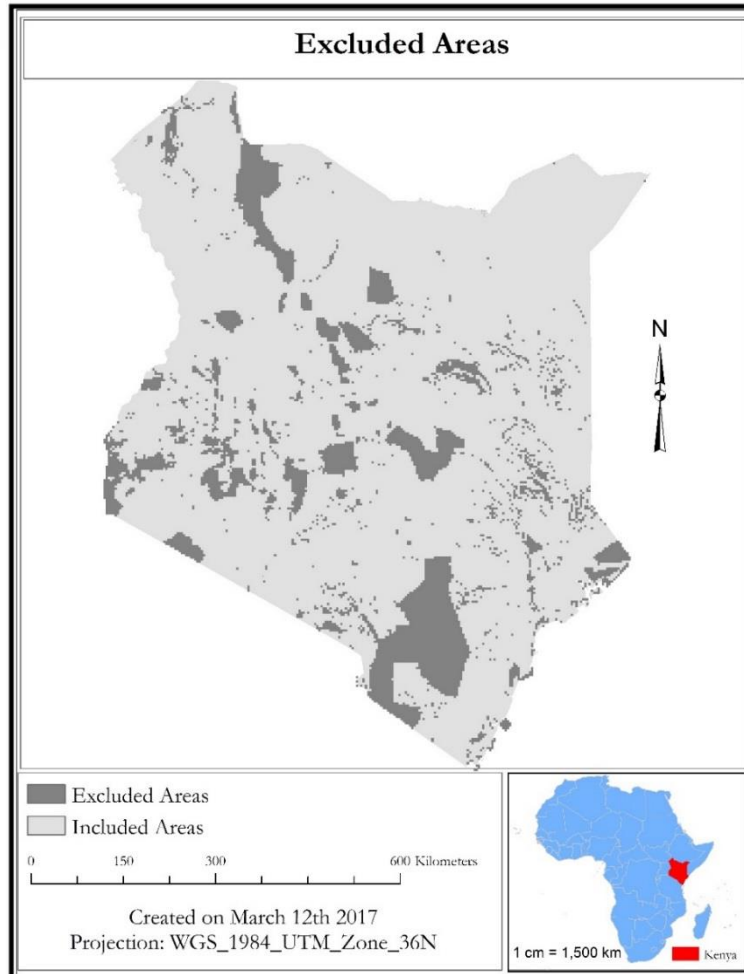 Excluded Areas
N
Excluded Areas
Included Areas
0 150 300 600 Kilometers
Created on March 12th 2017
Projection: WGS_1984_UTM_Zone_36N
1 cm = 1,500 km
Kenya